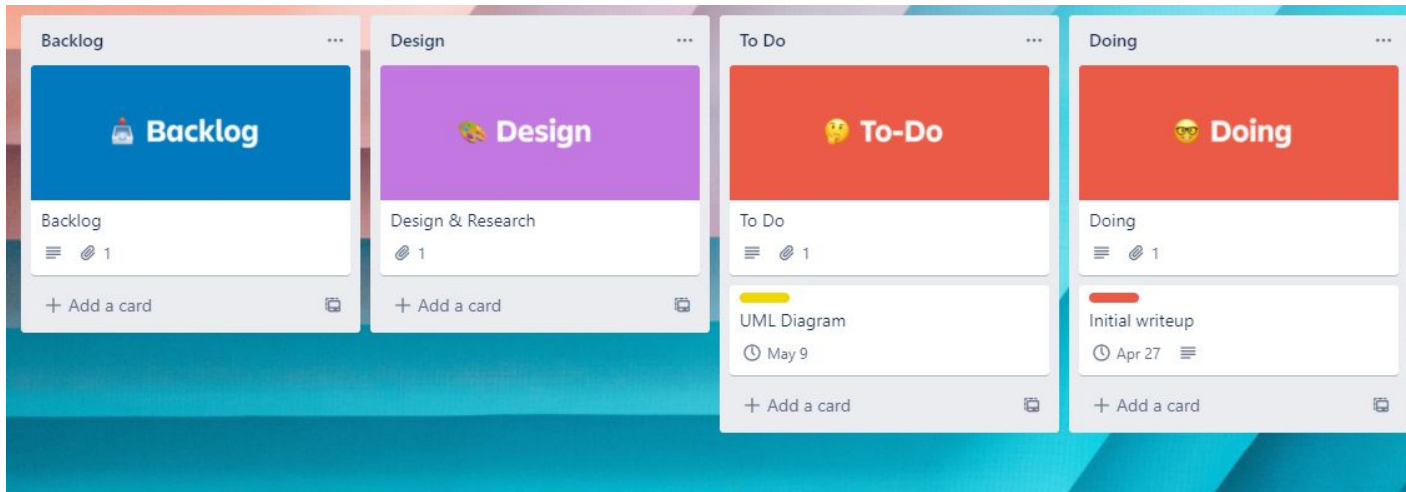 Backlog
Backlog
Backlog
1
+ Add a card
Design
Design
Design & Research
1
+ Add a card
To Do
To-Do
To Do
1
UML Diagram
May 9
+ Add a card
Doing
Doing
Doing
1
Initial writeup
Apr 27
+ Add a card